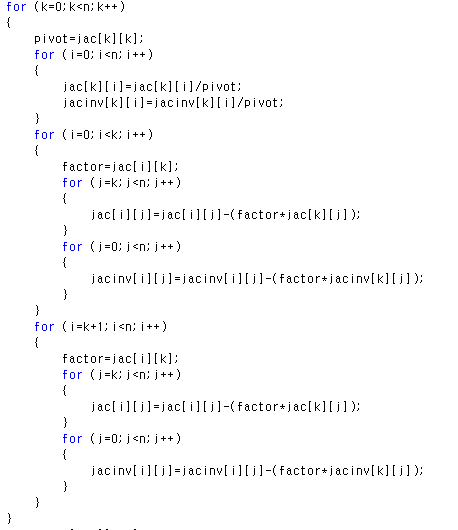 for (k=0;k<n;k++)
{
    pivot=jac[k][k];
    for (i=0;i<n;i++)
    {
        jac[k][i]=jac[k][i]/pivot;
        jacinv[k][i]=jacinv[k][i]/pivot;
    }
    for (i=0;i<k;i++)
    {
        factor=jac[i][k];
        for (j=k;j<n;j++)
        {
            jac[i][j]=jac[i][j]-(factor*jac[k][j]);
        }
        for (j=0;j<n;j++)
        {
            jacinv[i][j]=jacinv[i][j]-(factor*jacinv[k][j]);
        }
    }
    for (i=k+1;i<n;i++)
    {
        factor=jac[i][k];
        for (j=k;j<n;j++)
        {
            jac[i][j]=jac[i][j]-(factor*jac[k][j]);
        }
        for (j=0;j<n;j++)
        {
            jacinv[i][j]=jacinv[i][j]-(factor*jacinv[k][j]);
        }
    }
}